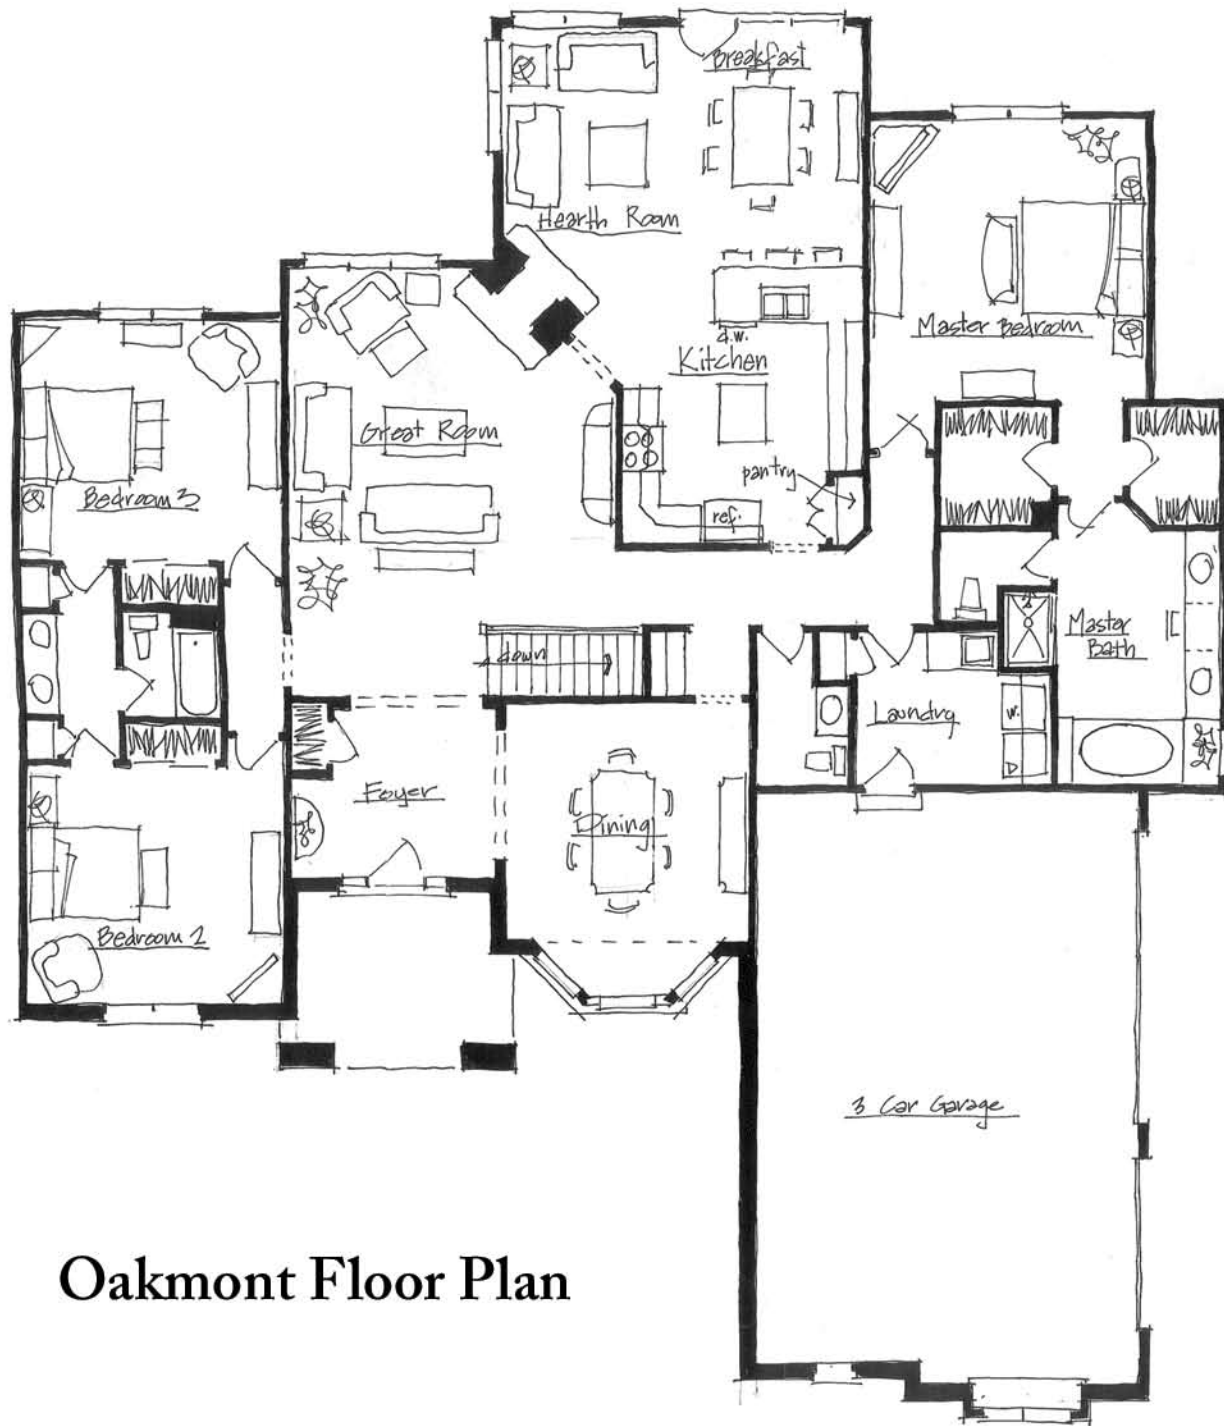 Breakfast
Hearth Room
Master Bedroom
d.w.
Kitchen
Great Room
pantry
Bedroom 3
ref.
down
Master
Bath
Laundry
W.
D
Foyer
Dining
Bedroom 2
3 Car Garage
Oakmont Floor Plan